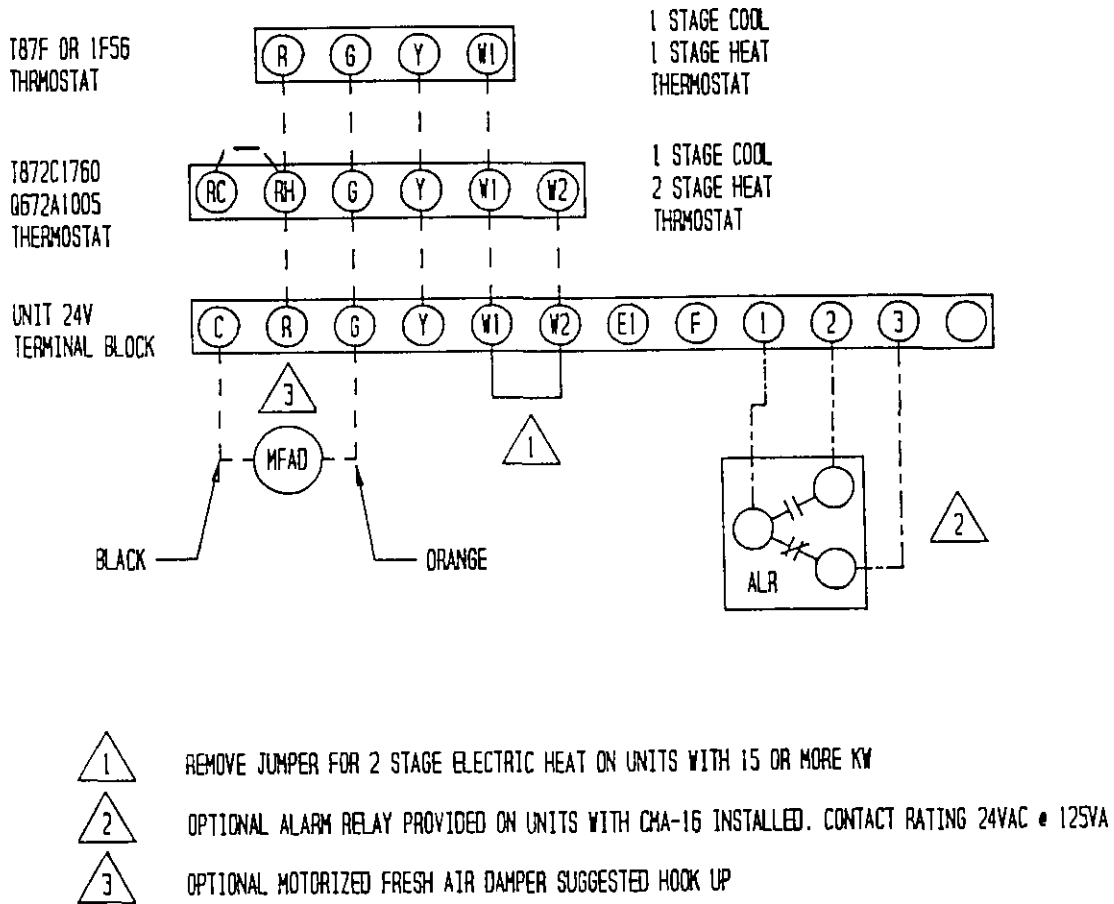 T87F OR 1F56
THRMOSTAT
R G Y W1
1 STAGE COOL
1 STAGE HEAT
THERMOSTAT
T872C1760
Q672A1005
THERMOSTAT
RC RH G Y W1 W2
1 STAGE COOL
2 STAGE HEAT
THRMOSTAT
UNIT 24V
TERMINAL BLOCK
C R G Y W1 W2 E1 F 1 2 3
3
MFAD
1
2
BLACK
ORANGE
ALR
1 REMOVE JUMPER FOR 2 STAGE ELECTRIC HEAT ON UNITS WITH 15 OR MORE KW
2 OPTIONAL ALARM RELAY PROVIDED ON UNITS WITH CMA-16 INSTALLED. CONTACT RATING 24VAC @ 125VA
3 OPTIONAL MOTORIZED FRESH AIR DAMPER SUGGESTED HOOK UP